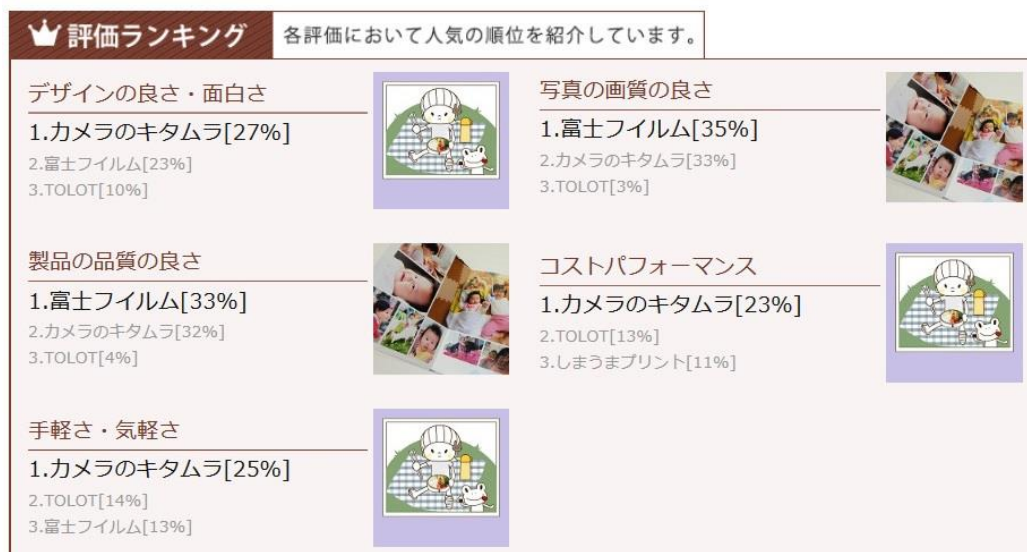 評価ランキング
各評価において人気の順位を紹介しています。
デザインの良さ・面白さ
1.カメラのキタムラ[27%]
2.富士フイルム[23%]
3.TOLOT[10%]
写真の画質の良さ
1.富士フイルム[35%]
2.カメラのキタムラ[33%]
3.TOLOT[3%]
製品の品質の良さ
1.富士フイルム[33%]
2.カメラのキタムラ[32%]
3.TOLOT[4%]
コストパフォーマンス
1.カメラのキタムラ[23%]
2.TOLOT[13%]
3.しまうまプリント[11%]
手軽さ・気軽さ
1.カメラのキタムラ[25%]
2.TOLOT[14%]
3.富士フイルム[13%]